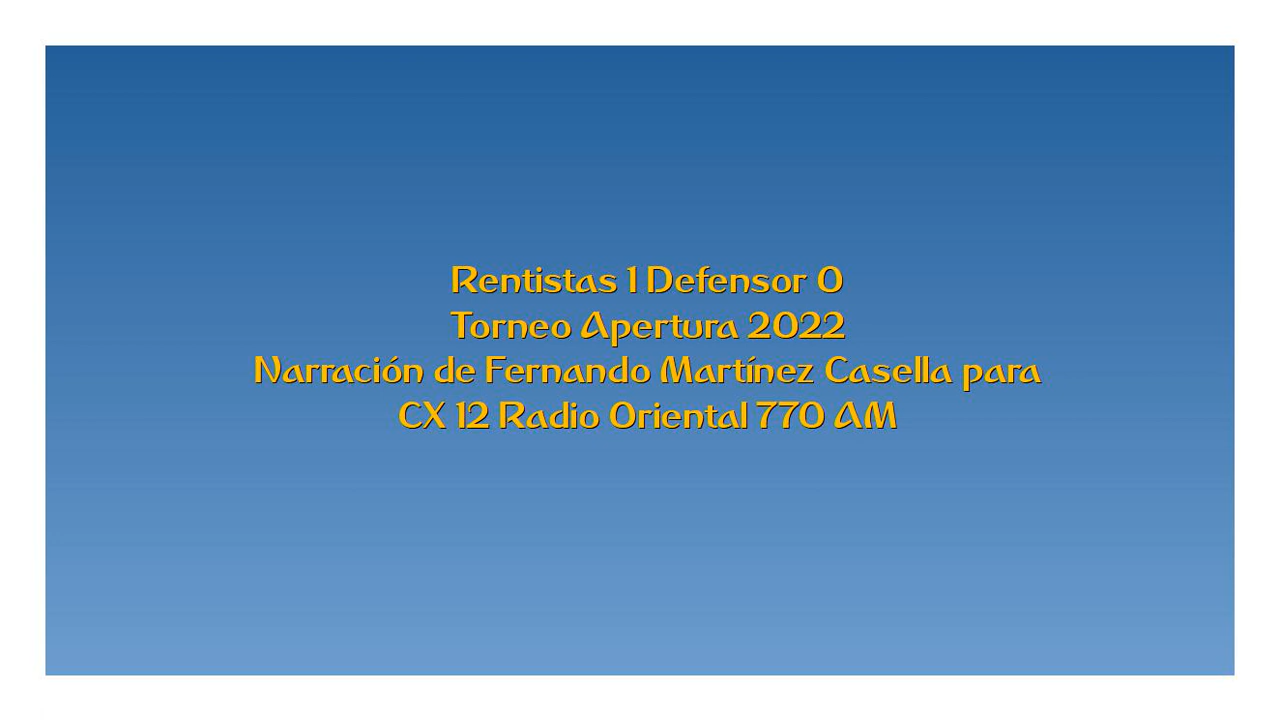 Rentistas 1 Defensor 0
Torneo Apertura 2022
Narración de Fernando Martínez Casella para
CX 12 Radio Oriental 770 AM